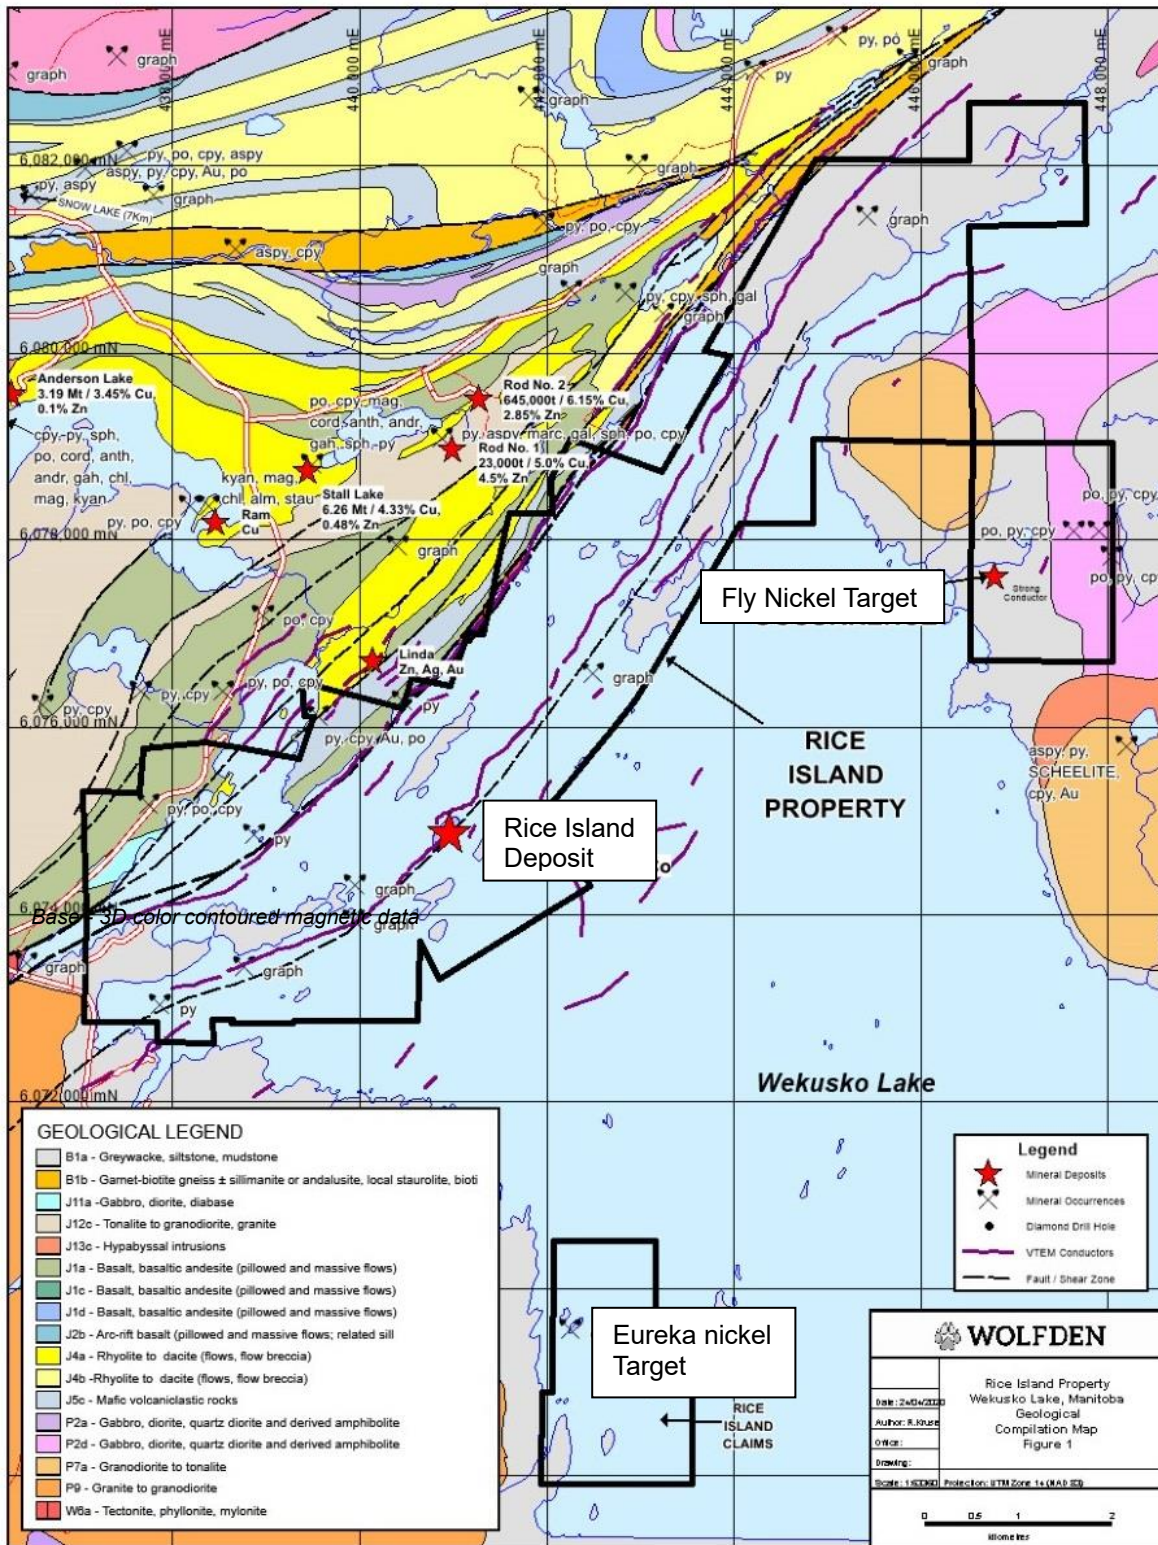 438,000 mE
440,000 mE
442,000 mE
444,000 mE
446,000 mE
448,000 mE
graph
graph
graph
py, po
py
graph
6,082,000 mN
py, po, cpy, aspy
aspy, py, cpy, Au, po
py, aspy
graph
SNOW LAKE (7Km)
graph
graph
aspy, cpy
py, po, cpy
graph
py, cpy, sph, gal
graph
6,080,000 mN
Anderson Lake
3.19 Mt / 3.45% Cu,
0.1% Zn
cpy-py, sph,
po, cord, anth,
andr, gah, chl,
mag, kyan
po, cpy, mag,
cord, anth, andr,
gah, sph, py
Rod No. 2
645,000t / 6.15% Cu,
2.85% Zn
py, aspy, marc, gal, sph, po, cpy
Rod No. 1
23,000t / 5.0% Cu,
4.5% Zn
kyan, mag,
chl, alm, stau
Ram
Cu
py, po, cpy
Stall Lake
6.26 Mt / 4.33% Cu,
0.48% Zn
6,078,000 mN
graph
po, py, cpy,
po, py, cpy
po, py, cpy
Strong
Conductor
Fly Nickel Target
po, cpy
Linda
Zn, Ag, Au
py, cpy
py, cpy
py, po, cpy
py
graph
6,076,000 mN
py, cpy, Au, po
RICE
ISLAND
PROPERTY
aspy, py,
SCHEELITE,
cpy, Au
py, po, cpy
py
Rice Island
Deposit
graph
6,074,000 mN
Base - 3D color contoured magnetic data
graph
graph
graph
py
6,072,000 mN
Wekusko Lake
GEOLOGICAL LEGEND
B1a - Greywacke, siltstone, mudstone
B1b - Garnet-biotite gneiss ± sillimanite or andalusite, local staurolite, bioti
J11a -Gabbro, diorite, diabase
J12c - Tonalite to granodiorite, granite
J13c - Hypabyssal intrusions
J1a - Basalt, basaltic andesite (pillowed and massive flows)
J1c - Basalt, basaltic andesite (pillowed and massive flows)
J1d - Basalt, basaltic andesite (pillowed and massive flows)
J2b - Arc-rift basalt (pillowed and massive flows; related sill
J4a - Rhyolite to dacite (flows, flow breccia)
J4b -Rhyolite to dacite (flows, flow breccia)
J5c - Mafic volcaniclastic rocks
P2a - Gabbro, diorite, quartz diorite and derived amphibolite
P2d - Gabbro, diorite, quartz diorite and derived amphibolite
P7a - Granodiorite to tonalite
P9 - Granite to granodiorite
W6a - Tectonite, phyllonite, mylonite
Legend
Mineral Deposits
Mineral Occurrences
Diamond Drill Hole
VTEM Conductors
Fault / Shear Zone
Eureka nickel
Target
RICE
ISLAND
CLAIMS
WOLFDEN
Rice Island Property
Wekusko Lake, Manitoba
Geological
Compilation Map
Figure 1
Date:
Author: R.Kruse
Office:
Drawing:
Scale:
Projection: UTM Zone 14 (NAD 83)
0 0.5 1 2
kilometres